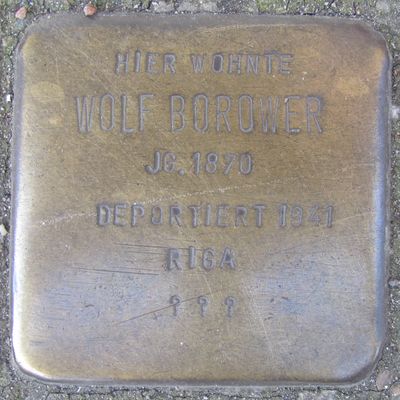 HIER WOHNTE
WOLF BOROWER
JG. 1870
DEPORTIERT 1941
RIGA
? ? ?